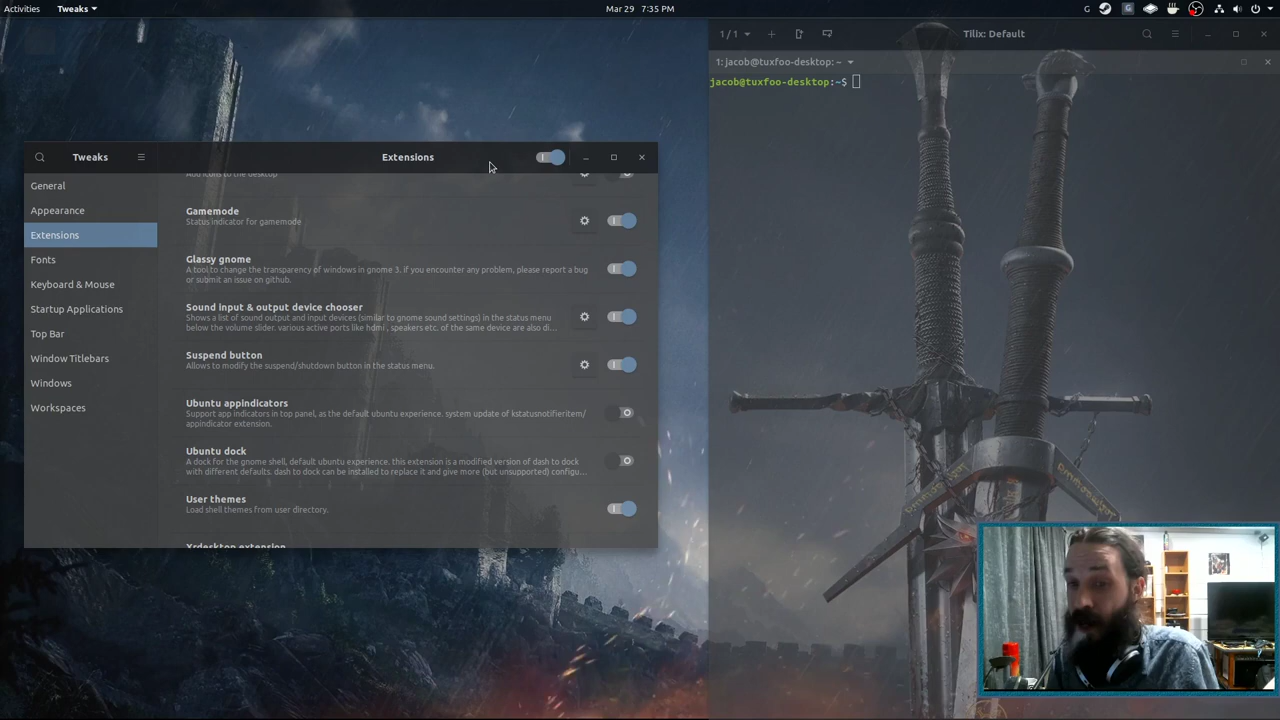 Activities
Tweaks
Mar 29 7:35 PM
G
G
1 / 1
Tilix: Default
1: jacob@tuxfoo-desktop: ~
jacob@tuxfoo-desktop:~$
Tweaks
Extensions
General
Appearance
Extensions
Fonts
Keyboard & Mouse
Startup Applications
Top Bar
Window Titlebars
Windows
Workspaces
Add icons to the desktop
Gamemode
Status indicator for gamemode
Glassy gnome
A tool to change the transparency of windows in gnome 3. if you encounter any problem, please report a bug
or submit an issue on github.
Sound input & output device chooser
Shows a list of sound output and input devices (similar to gnome sound settings) in the status menu
below the volume slider. various active ports like hdmi , speakers etc. of the same device are also di...
Suspend button
Allows to modify the suspend/shutdown button in the status menu.
Ubuntu appindicators
Support app indicators in top panel, as the default ubuntu experience. system update of kstatusnotifieritem/
appindicator extension.
Ubuntu dock
A dock for the gnome shell, default ubuntu experience. this extension is a modified version of dash to dock
with different defaults. dash to dock can be installed to replace it and give more (but unsupported) configu...
User themes
Load shell themes from user directory.
Xrdesktop extension